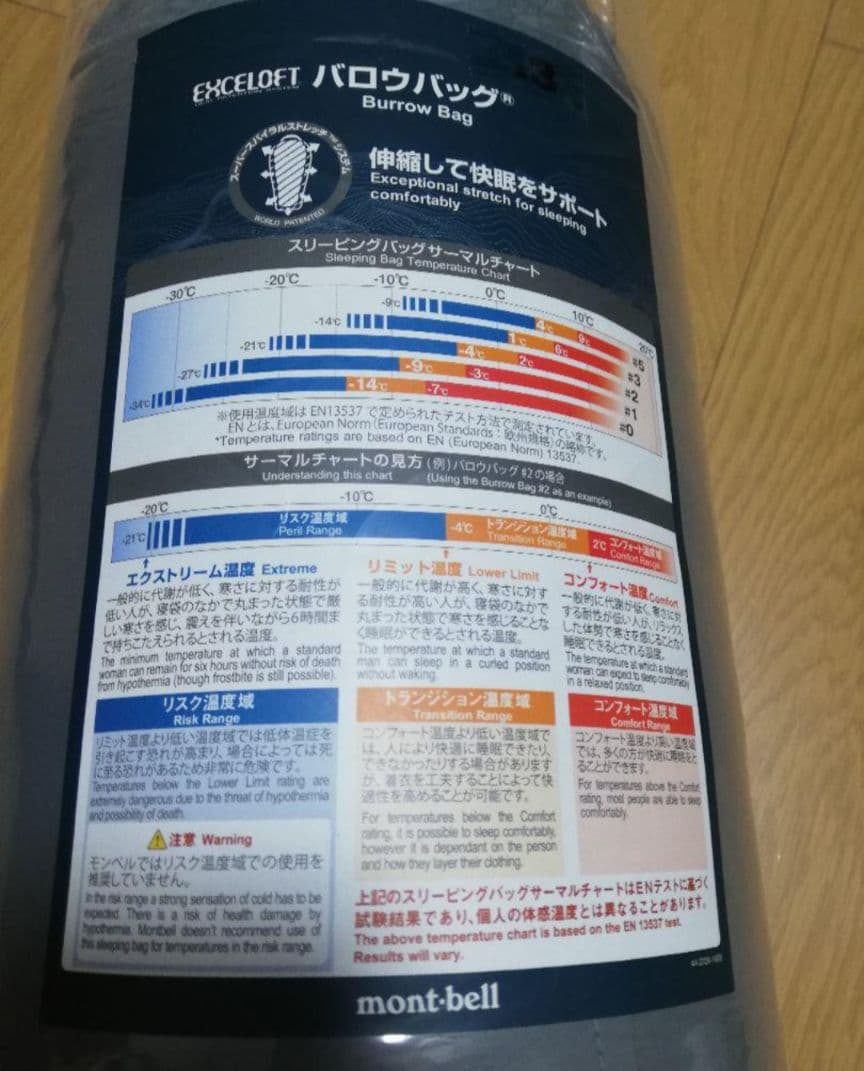 EXCELOFT バロウバッグ®
Burrow Bag
スーパースパイラルストレッチ™システム
WORLD PATENTED
伸縮して快眠をサポート
Exceptional stretch for sleeping
comfortably
スリーピングバッグサーマルチャート
Sleeping Bag Temperature Chart
-30℃ -20℃ -10℃ 0℃ 10℃ 20℃
-9℃ 4℃ 9℃ #5
-14℃ 1℃ 6℃ #3
-21℃ -4℃ 2℃ #2
-27℃ -9℃ -3℃ #1
-34℃ -14℃ -7℃ #0
※使用温度域は EN13537 で定められたテスト方法で測定されています。
ENとは、European Norm (European Standards:欧州規格)の略称です。
*Temperature ratings are based on EN (European Norm) 13537.
サーマルチャートの見方 (例) バロウバッグ #2 の場合
Understanding this chart (Using the Burrow Bag #2 as an example)
-20℃ -10℃ 0℃
-21℃ リスク温度域 -4℃ トランジション温度域 2℃ コンフォート温度域
Peril Range Transition Range Comfort Range
エクストリーム温度 Extreme
一般的に代謝が低く、寒さに対する耐性が
低い人が、寝袋のなかで丸まった状態で厳
しい寒さを感じ、震えを伴いながら6時間ま
で持ちこたえられるとされる温度。
The minimum temperature at which a standard
woman can remain for six hours without risk of death
from hypothermia (though frostbite is still possible).
リミット温度 Lower Limit
一般的に代謝が高く、寒さに対す
る耐性が高い人が、寝袋のなかで
丸まった状態で寒さを感じることな
く睡眠ができるとされる温度。
The temperature at which a standard
man can sleep in a curled position
without waking.
コンフォート温度 Comfort
一般的に代謝が低く、寒さに対
する耐性が低い人が、リラックス
した体勢で寒さを感じることなく
睡眠できるとされる温度。
The temperature at which a standard
woman can expect to sleep comfortably
in a relaxed position.
リスク温度域
Risk Range
リミット温度より低い温度域では低体温症を
引き起こす恐れが高まり、場合によっては死
に至る恐れがあるため非常に危険です。
Temperatures below the Lower Limit rating are
extremely dangerous due to the threat of hypothermia
and possibility of death.
トランジション温度域
Transition Range
コンフォート温度より低い温度域で
は、人により快適に睡眠できたり、
できなかったりする場合があります
が、着衣を工夫することによって快
適性を高めることが可能です。
For temperatures below the Comfort
rating, it is possible to sleep comfortably,
however it is dependant on the person
and how they layer their clothing.
コンフォート温度域
Comfort Range
コンフォート温度より高い温度域
では、多くの方が快適に睡眠をと
ることができます。
For temperatures above the Comfort
rating, most people are able to sleep
comfortably.
注意 Warning
モンベルではリスク温度域での使用を
推奨していません。
In the risk range a strong sensation of cold has to be
expected. There is a risk of health damage by
hypothermia. Montbell doesn't recommend use of
this sleeping bag for temperatures in the risk range.
上記のスリーピングバッグサーマルチャートはENテストに基づく
試験結果であり、個人の体感温度とは異なることがあります。
The above temperature chart is based on the EN 13537 test.
Results will vary.
mont-bell